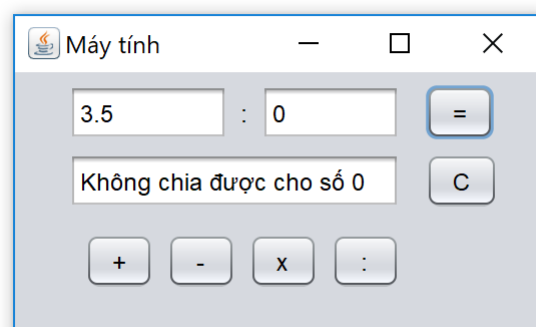 Máy tính
3.5 : 0 =
Không chia được cho số 0 C
+ - x :